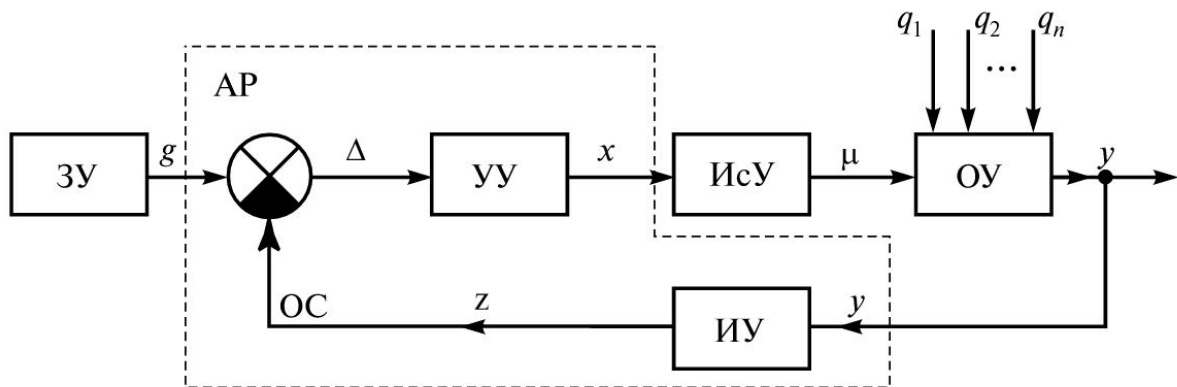 q1 q2 ... qn
АР
ЗУ g Δ УУ x ИсУ μ ОУ y
ОС z ИУ y